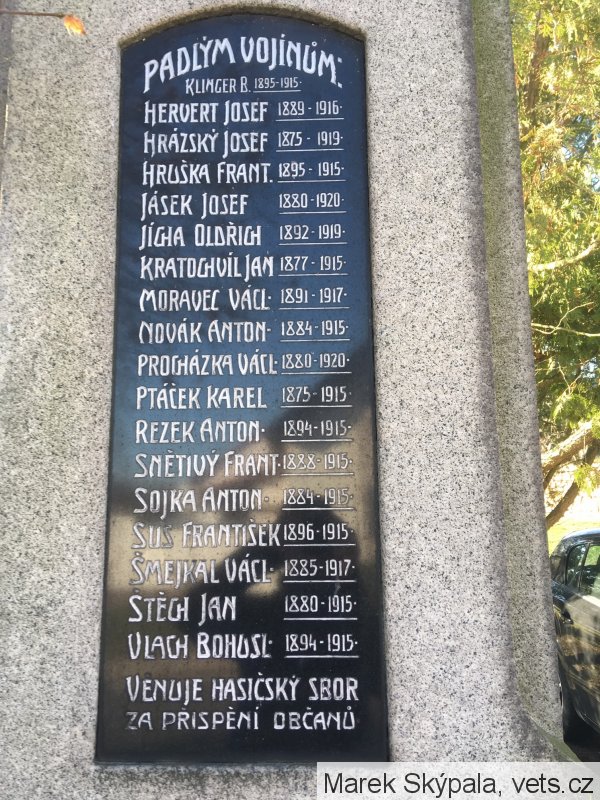 PADLÝM VOJÍNŮM:
KLINGER R. 1895-1915·
HERVERT JOSEF 1889-1916·
HRÁZSKÝ JOSEF 1875-1919·
HRUŠKA FRANT. 1895-1915·
JÁSEK JOSEF 1880-1920·
JÍCHA OLDŘICH 1892-1919·
KRATOCHVÍL JAN 1877-1915·
MORAVEC VÁCL· 1891-1917·
NOVÁK ANTON· 1884-1915·
PROCHÁZKA VÁCL· 1880-1920·
PTÁČEK KAREL 1875-1915·
REZEK ANTON· 1894-1915·
SNĚTIVÝ FRANT· 1888-1915·
SOJKA ANTON· 1884-1915·
SUS FRANTIŠEK 1896-1915·
ŠMEJKAL VÁCL· 1885-1917·
ŠTĚCH JAN 1880-1915·
VLACH BOHUSL· 1894-1915·
VENUJE HASIČSKÝ SBOR
ZA PŘISPĚNÍ OBČANŮ
Marek Skýpala, vets.cz